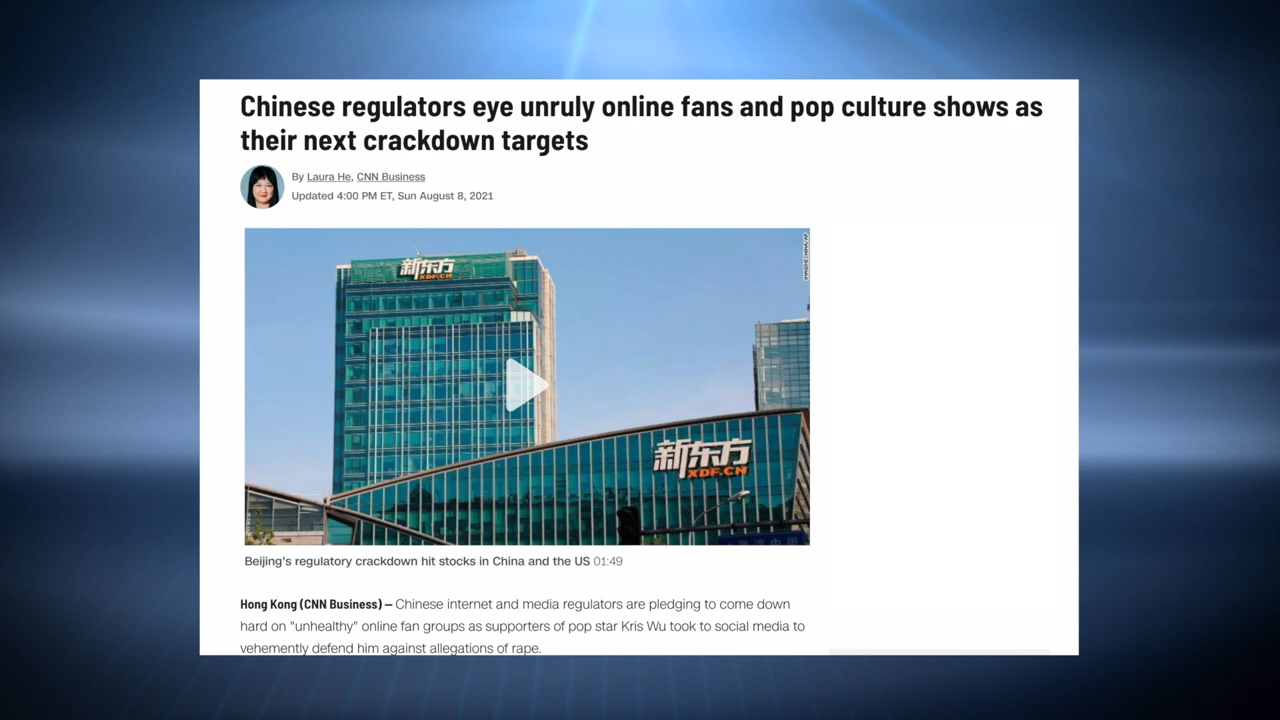 Chinese regulators eye unruly online fans and pop culture shows as
their next crackdown targets
By Laura He, CNN Business
Updated 4:00 PM ET, Sun August 8, 2021
新东方
XDF.CN
新东方
XDF.CN
Beijing's regulatory crackdown hit stocks in China and the US 01:49
Hong Kong (CNN Business) – Chinese internet and media regulators are pledging to come down
hard on "unhealthy" online fan groups as supporters of pop star Kris Wu took to social media to
vehemently defend him against allegations of rape.